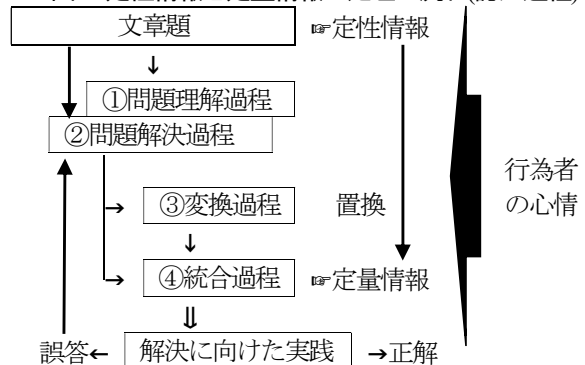 文章題 ☞定性情報
↓
①問題理解過程
②問題解決過程
行為者
→ ③変換過程 置換 の心情
↓
→ ④統合過程 ☞定量情報
⇓
誤答← 解決に向けた実践 →正解